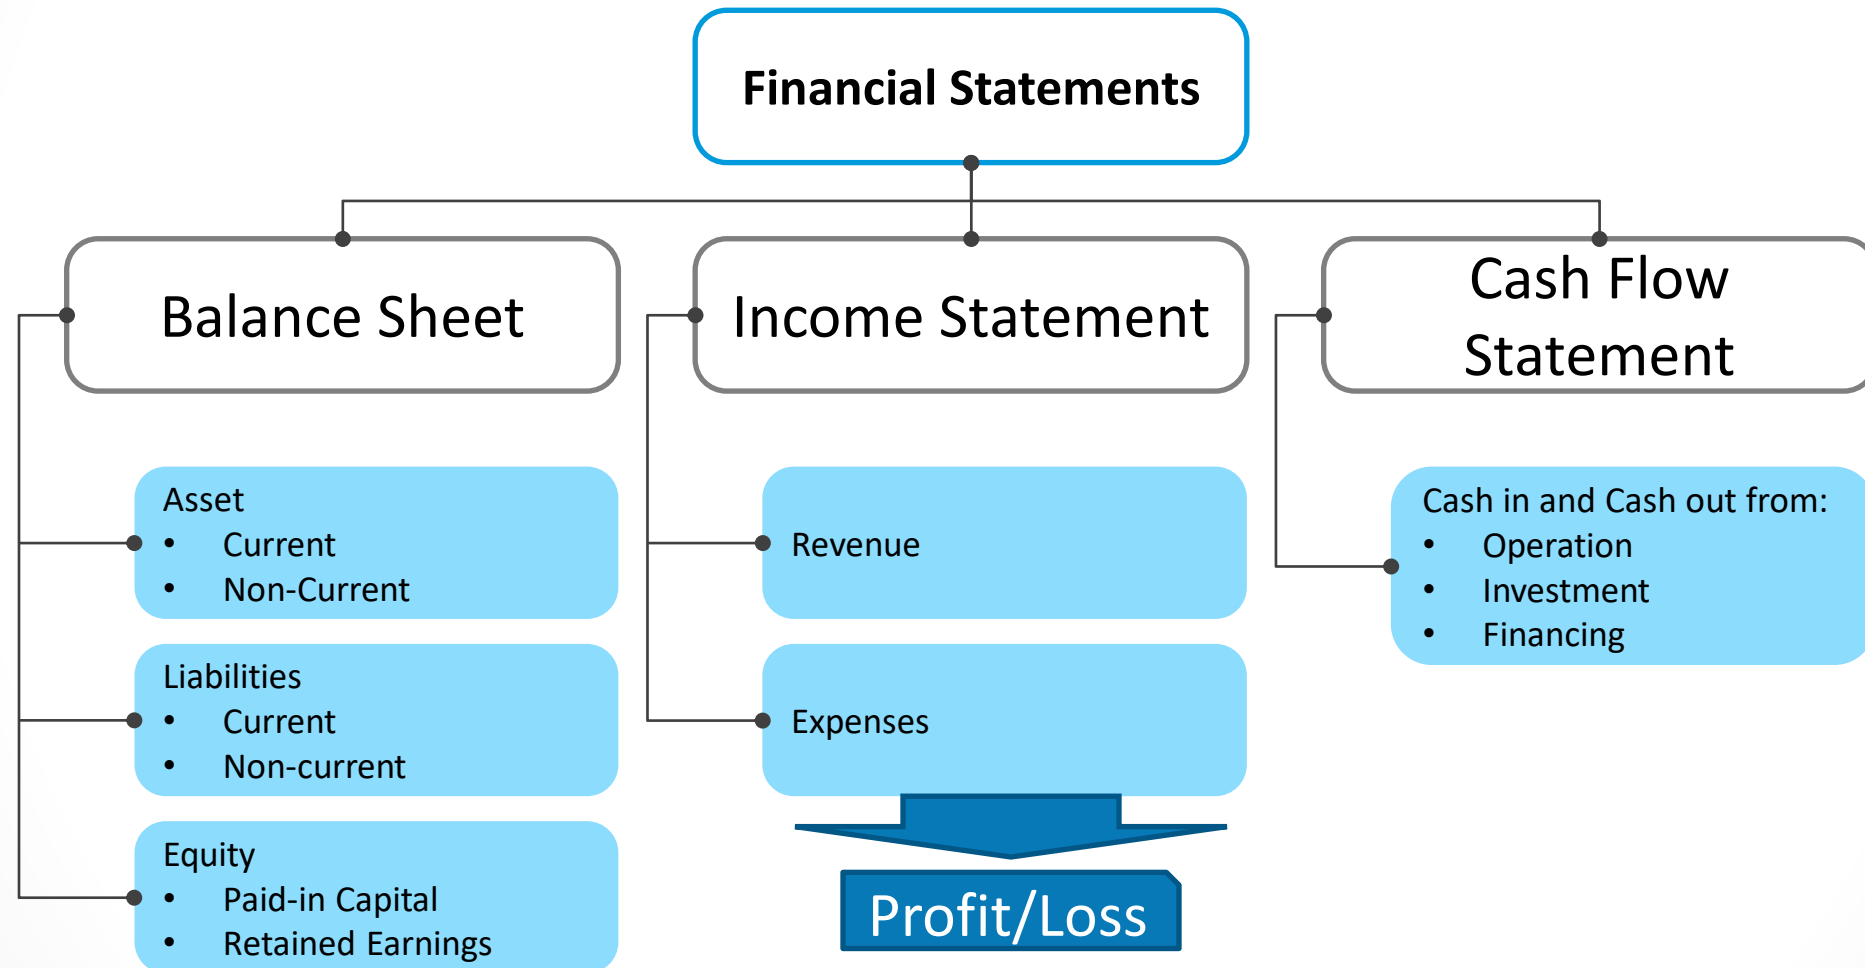 Financial Statements
Balance Sheet
Asset
• Current
• Non-Current
Liabilities
• Current
• Non-current
Equity
• Paid-in Capital
• Retained Earnings
Income Statement
Revenue
Expenses
Profit/Loss
Cash Flow
Statement
Cash in and Cash out from:
• Operation
• Investment
• Financing